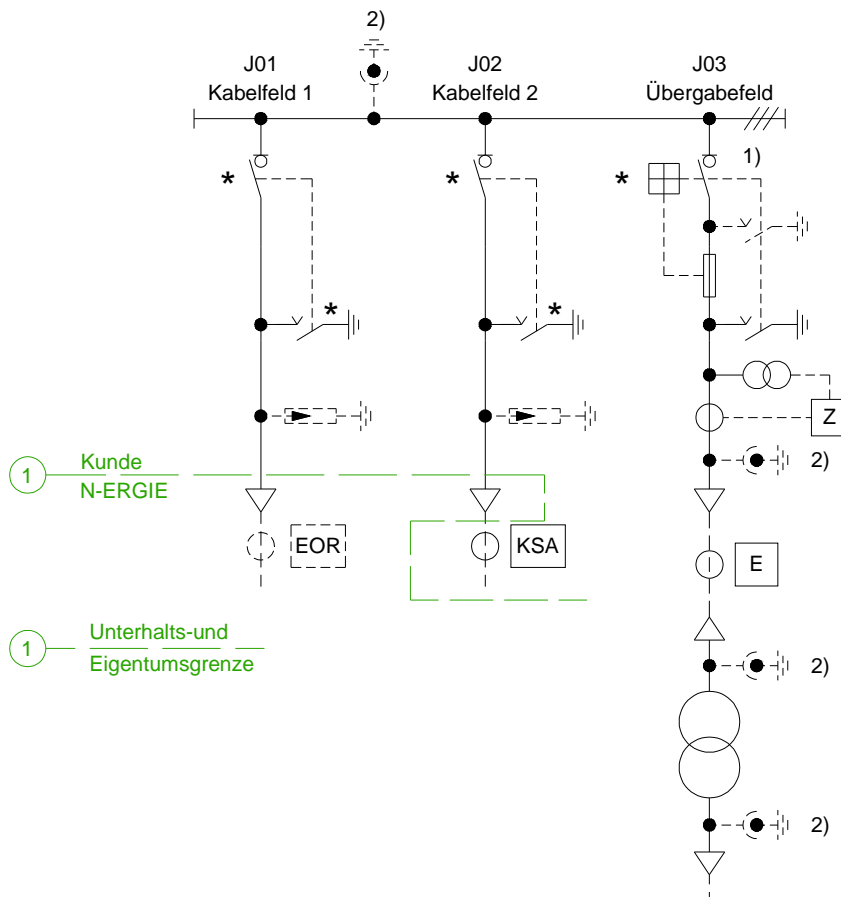 2)
J01
Kabelfeld 1
J02
Kabelfeld 2
J03
Übergabefeld
*
*
*
1)
*
*
Z
2)
1
Kunde
N-ERGIE
EOR
KSA
E
1
Unterhalts-und
Eigentumsgrenze
2)
2)